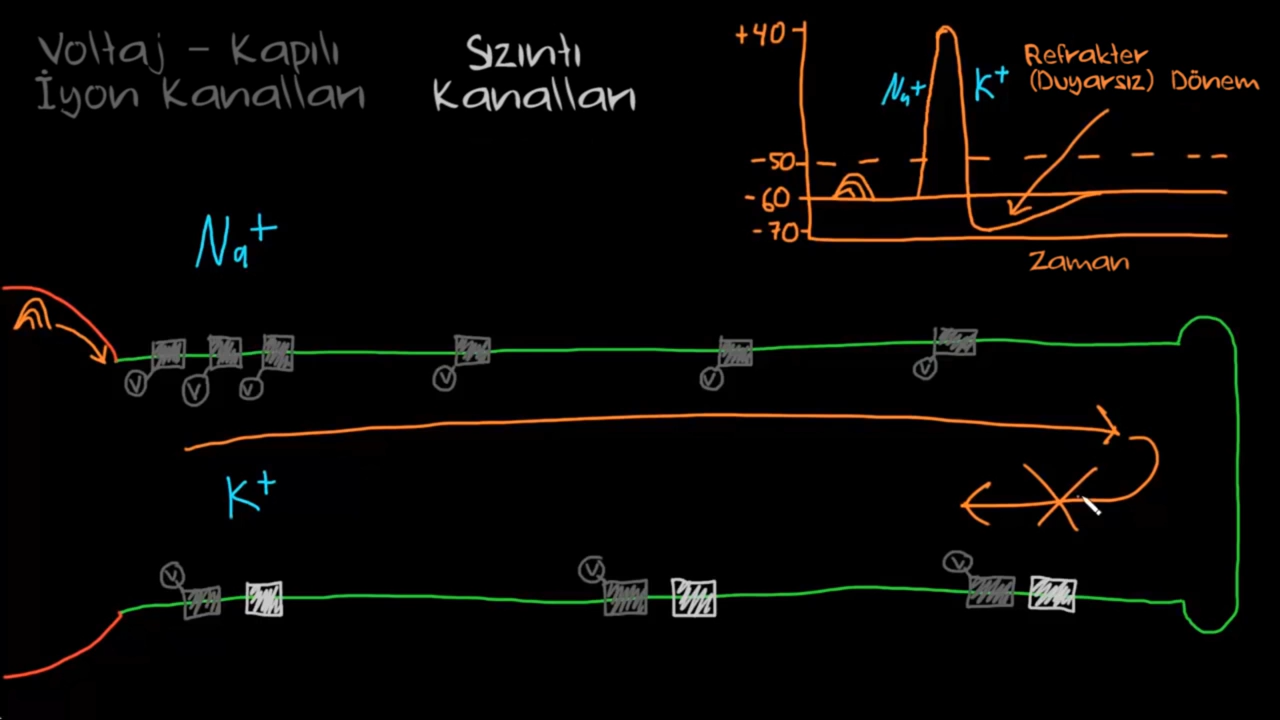 Voltaj - Kapılı
İyon Kanalları
Sızıntı
Kanalları
+40
-50
-60
-70
Na+
K+
Refrakter
(Duyarsız) Dönem
Zaman
Na+
V
V
V
V
V
V
K+
V
V
V